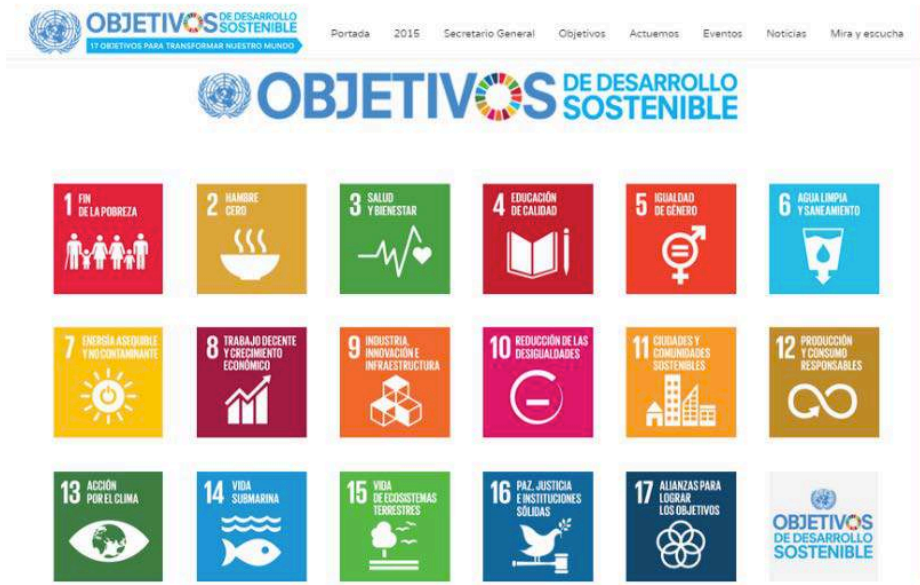 OBJETIVOS DE DESARROLLO SOSTENIBLE
17 OBJETIVOS PARA TRANSFORMAR NUESTRO MUNDO
Portada 2015 Secretario General Objetivos Actuemos Eventos Noticias Mira y escucha
OBJETIVOS DE DESARROLLO SOSTENIBLE
1 FIN
DE LA POBREZA
2 HAMBRE
CERO
3 SALUD
Y BIENESTAR
4 EDUCACIÓN
DE CALIDAD
5 IGUALDAD
DE GÉNERO
6 AGUA LIMPIA
Y SANEAMIENTO
7 ENERGÍA ASEQUIBLE
Y NO CONTAMINANTE
8 TRABAJO DECENTE
Y CRECIMIENTO
ECONÓMICO
9 INDUSTRIA,
INNOVACIÓN E
INFRAESTRUCTURA
10 REDUCCIÓN DE LAS
DESIGUALDADES
11 CIUDADES Y
COMUNIDADES
SOSTENIBLES
12 PRODUCCIÓN
Y CONSUMO
RESPONSABLES
13 ACCIÓN
POR EL CLIMA
14 VIDA
SUBMARINA
15 VIDA
DE ECOSISTEMAS
TERRESTRES
16 PAZ, JUSTICIA
E INSTITUCIONES
SÓLIDAS
17 ALIANZAS PARA
LOGRAR
LOS OBJETIVOS
OBJETIVOS
DE DESARROLLO
SOSTENIBLE